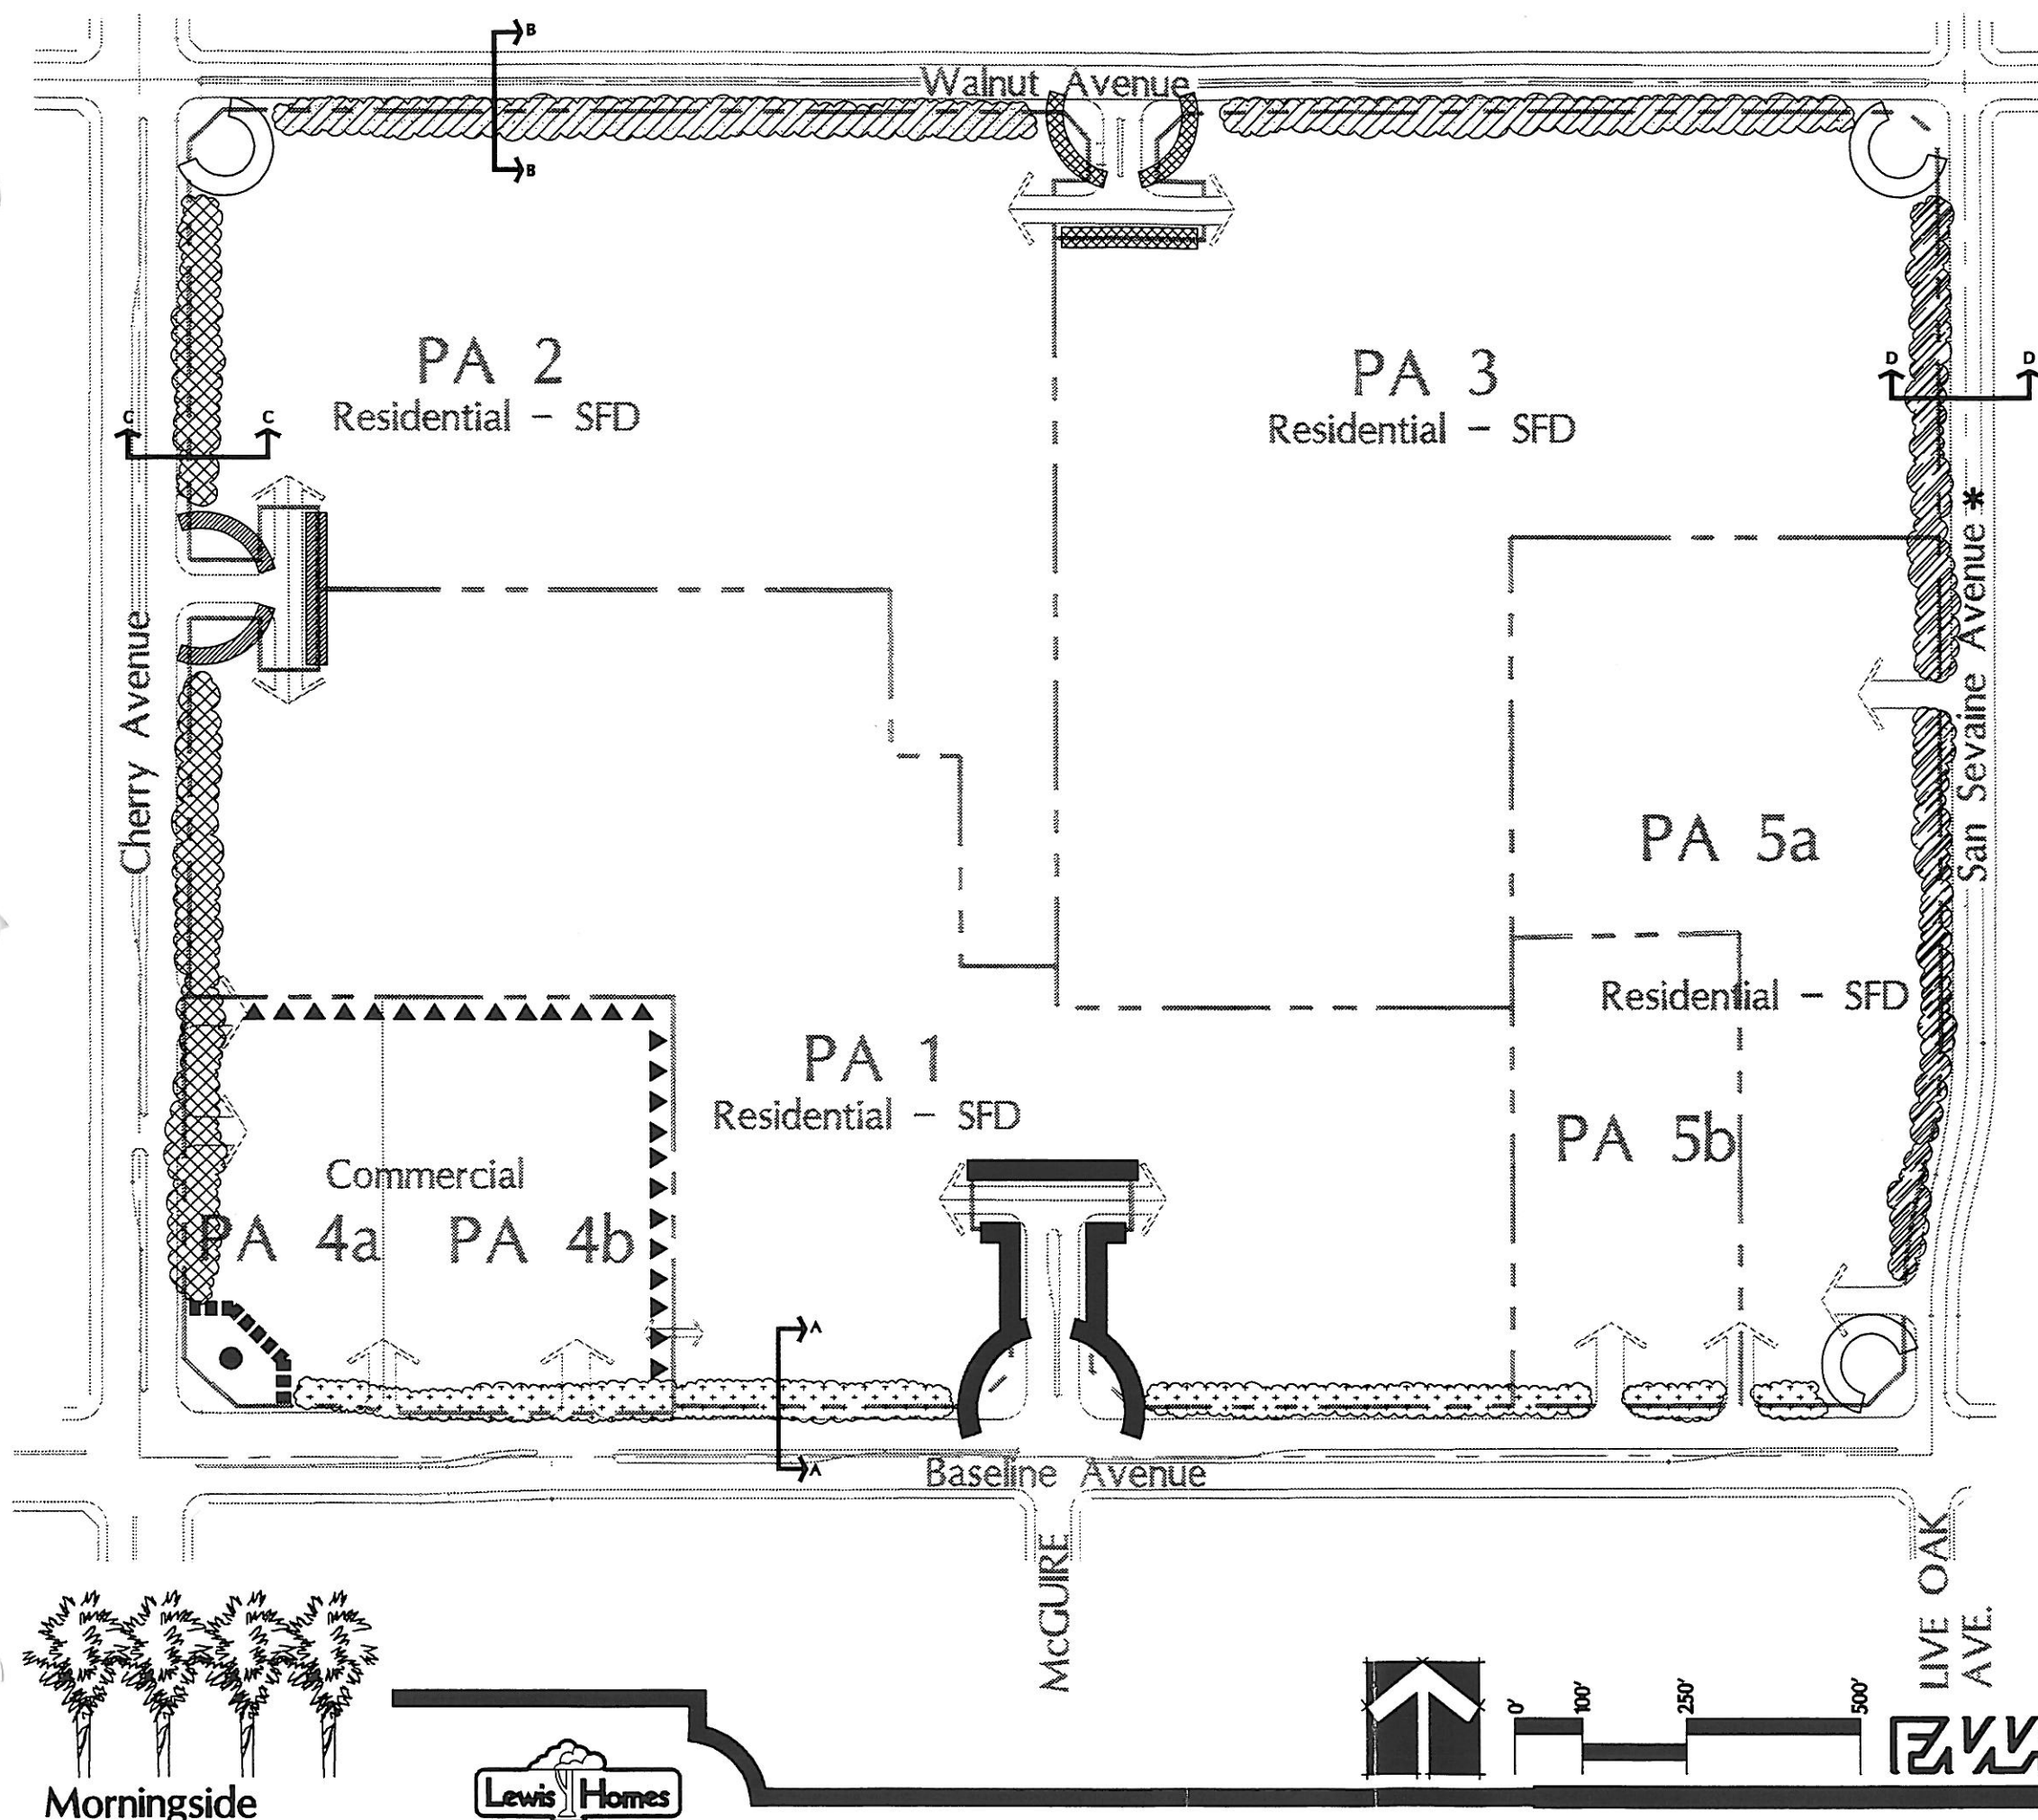 B
Walnut Avenue
B
PA 2
Residential - SFD
PA 3
Residential - SFD
D D
C C
Cherry Avenue
San Sevaine Avenue *
PA 5a
Residential - SFD
PA 1
Residential - SFD
PA 5b
Commercial
PA 4a PA 4b
A
A
Baseline Avenue
McGUIRE
LIVE OAK
AVE.
0' 100' 250' 500'
Morningside
Lewis Homes